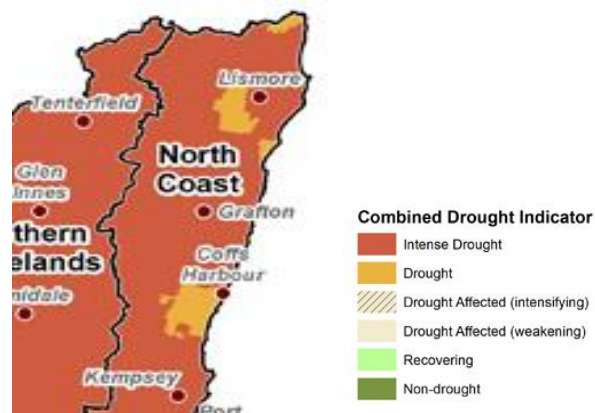 Lismore
Tenterfield
North
Coast
Glen
Innes
Grafton
thern
elands
Coffs
Harbour
midale
Kempsey
Port
Combined Drought Indicator
Intense Drought
Drought
Drought Affected (intensifying)
Drought Affected (weakening)
Recovering
Non-drought